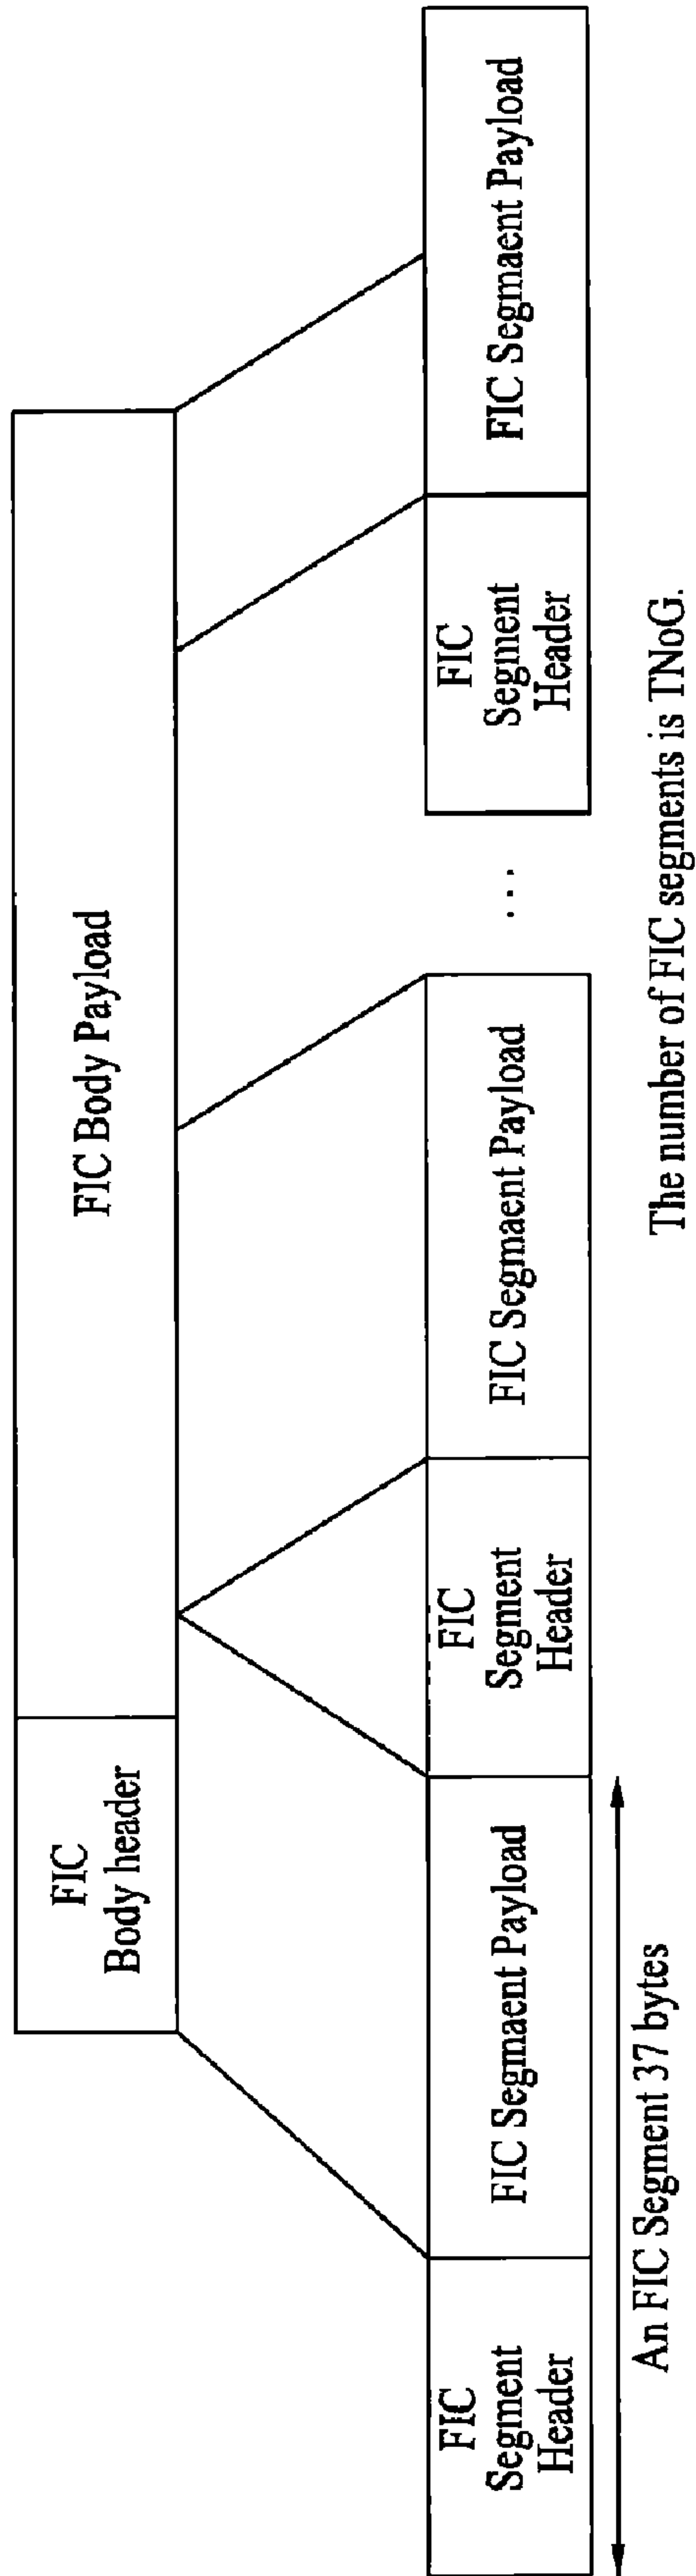 FIC
Body header
FIC Body Payload
FIC
Segment
Header
FIC Segmaent Payload
FIC
Segment
Header
FIC Segmaent Payload
...
FIC
Segment
Header
FIC Segmaent Payload
An FIC Segment 37 bytes
The number of FIC segments is TNoG.